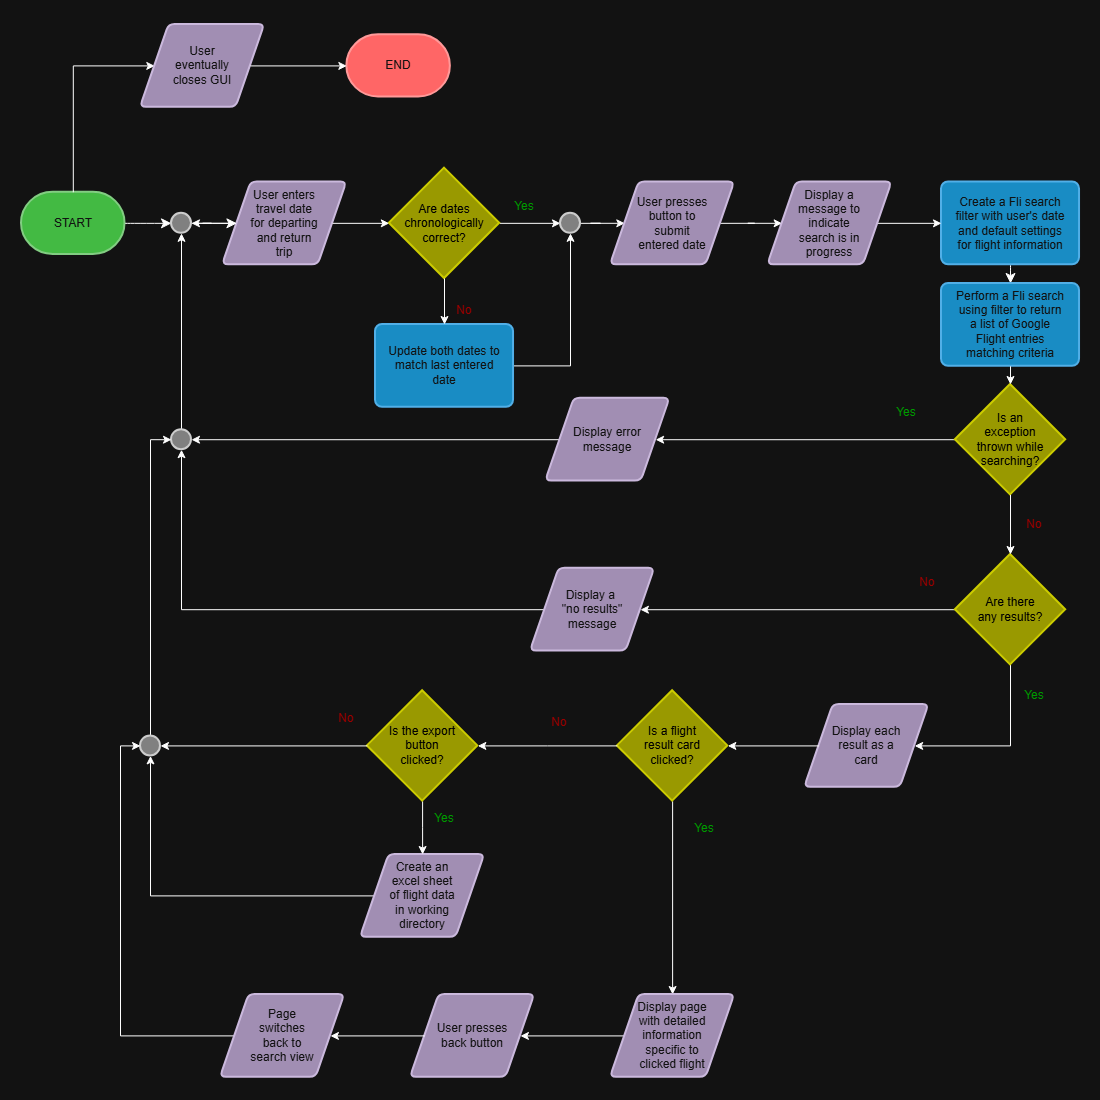 User
eventually
closes GUI
END
START
User enters
travel date
for departing
and return
trip
Are dates
chronologically
correct?
Yes
No
Update both dates to
match last entered
date
User presses
button to
submit
entered date
Display a
message to
indicate
search is in
progress
Create a Fli search
filter with user's date
and default settings
for flight information
Perform a Fli search
using filter to return
a list of Google
Flight entries
matching criteria
Is an
exception
thrown while
searching?
Yes
Display error
message
No
Are there
any results?
No
Display a
"no results"
message
Yes
Display each
result as a
card
Is a flight
result card
clicked?
No
Is the export
button
clicked?
No
Yes
Create an
excel sheet
of flight data
in working
directory
Yes
Display page
with detailed
information
specific to
clicked flight
User presses
back button
Page
switches
back to
search view